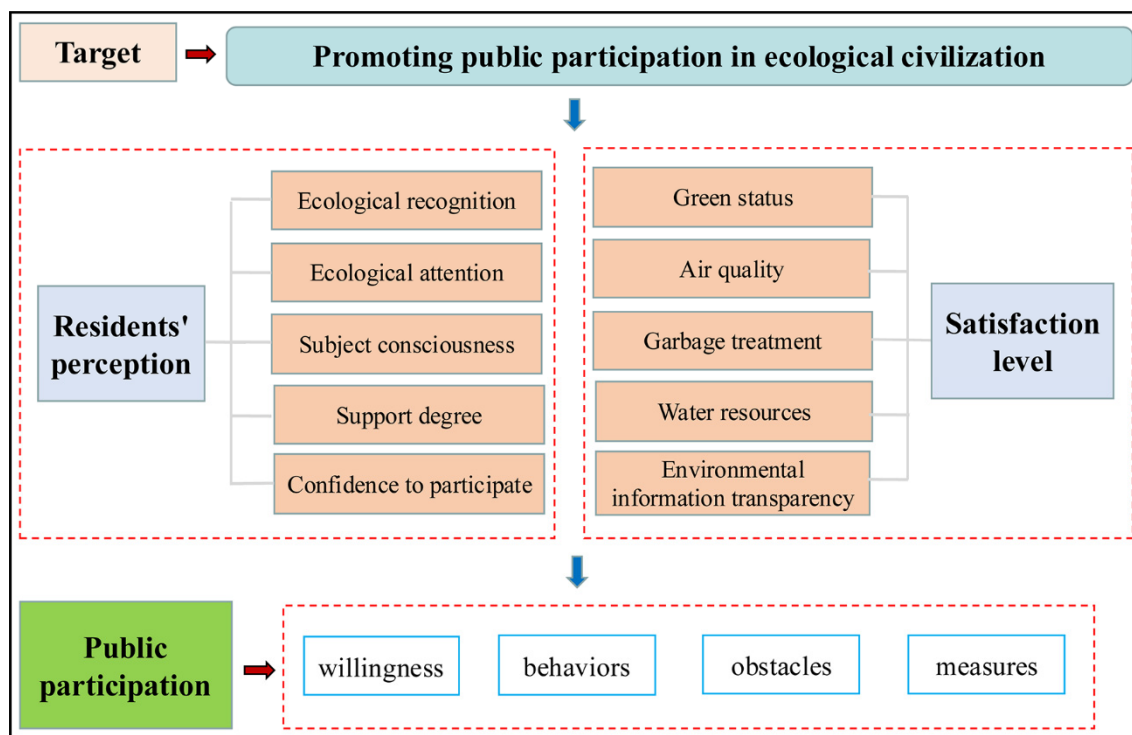 Target
Promoting public participation in ecological civilization
Residents'
perception
Ecological recognition
Ecological attention
Subject consciousness
Support degree
Confidence to participate
Green status
Air quality
Garbage treatment
Water resources
Environmental
information transparency
Satisfaction
level
Public
participation
willingness
behaviors
obstacles
measures